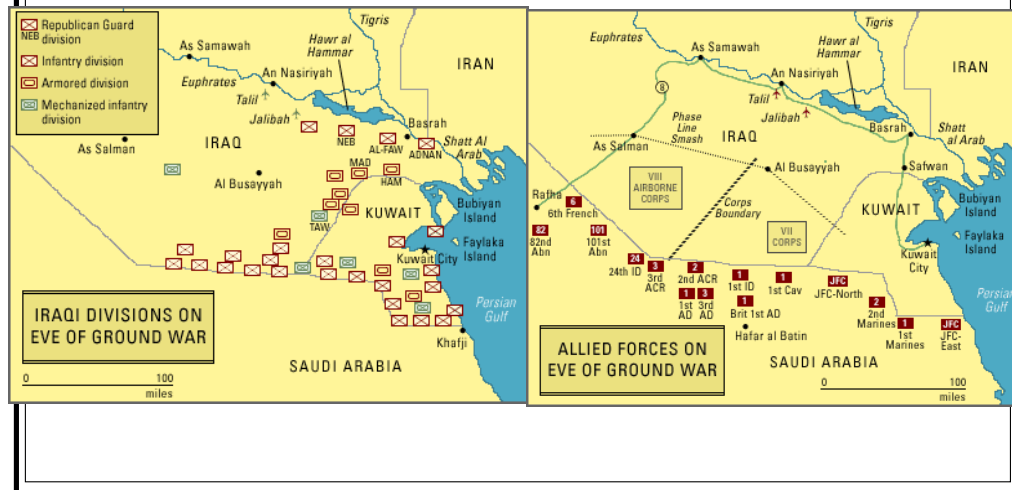 Republican Guard
NEB division
Infantry division
Armored division
Mechanized infantry
division
Tigris
As Samawah
Hawr al
Hammar
IRAN
An Nasiriyah
Euphrates
Talil
Jalibah
Basrah
Shatt Al
Arab
NEB
AL-FAW
ADNAN
As Salman
IRAQ
MAD
HAM
Al Busayyah
TAW
KUWAIT
Bubiyan
Island
Faylaka
Island
Kuwait City
Persian
Gulf
Khafji
IRAQI DIVISIONS ON
EVE OF GROUND WAR
SAUDI ARABIA
0 100
miles
Tigris
Euphrates
As Samawah
Hawr al
Hammar
IRAN
An Nasiriyah
8
Talil
Jalibah
Phase
Line
Smash
IRAQ
Basrah
Shatt
al Arab
As Salman
Al Busayyah
Safwan
VIII
AIRBORNE
CORPS
Rafha
6
6th French
Corps
Boundary
VII
CORPS
KUWAIT
Bubiyan
Island
Faylaka
Island
Kuwait
City
82
82nd
Abn
101
101st
Abn
24
24th ID
3
3rd
ACR
2
2nd ACR
1
1st ID
1
1st Cav
JFC
JFC-North
1
1st
AD
3
3rd
AD
1
Brit 1st AD
2
2nd
Marines
1
1st
Marines
JFC
JFC-
East
Persian
Gulf
Hafar al Batin
ALLIED FORCES ON
EVE OF GROUND WAR
SAUDI ARABIA
0 100
miles